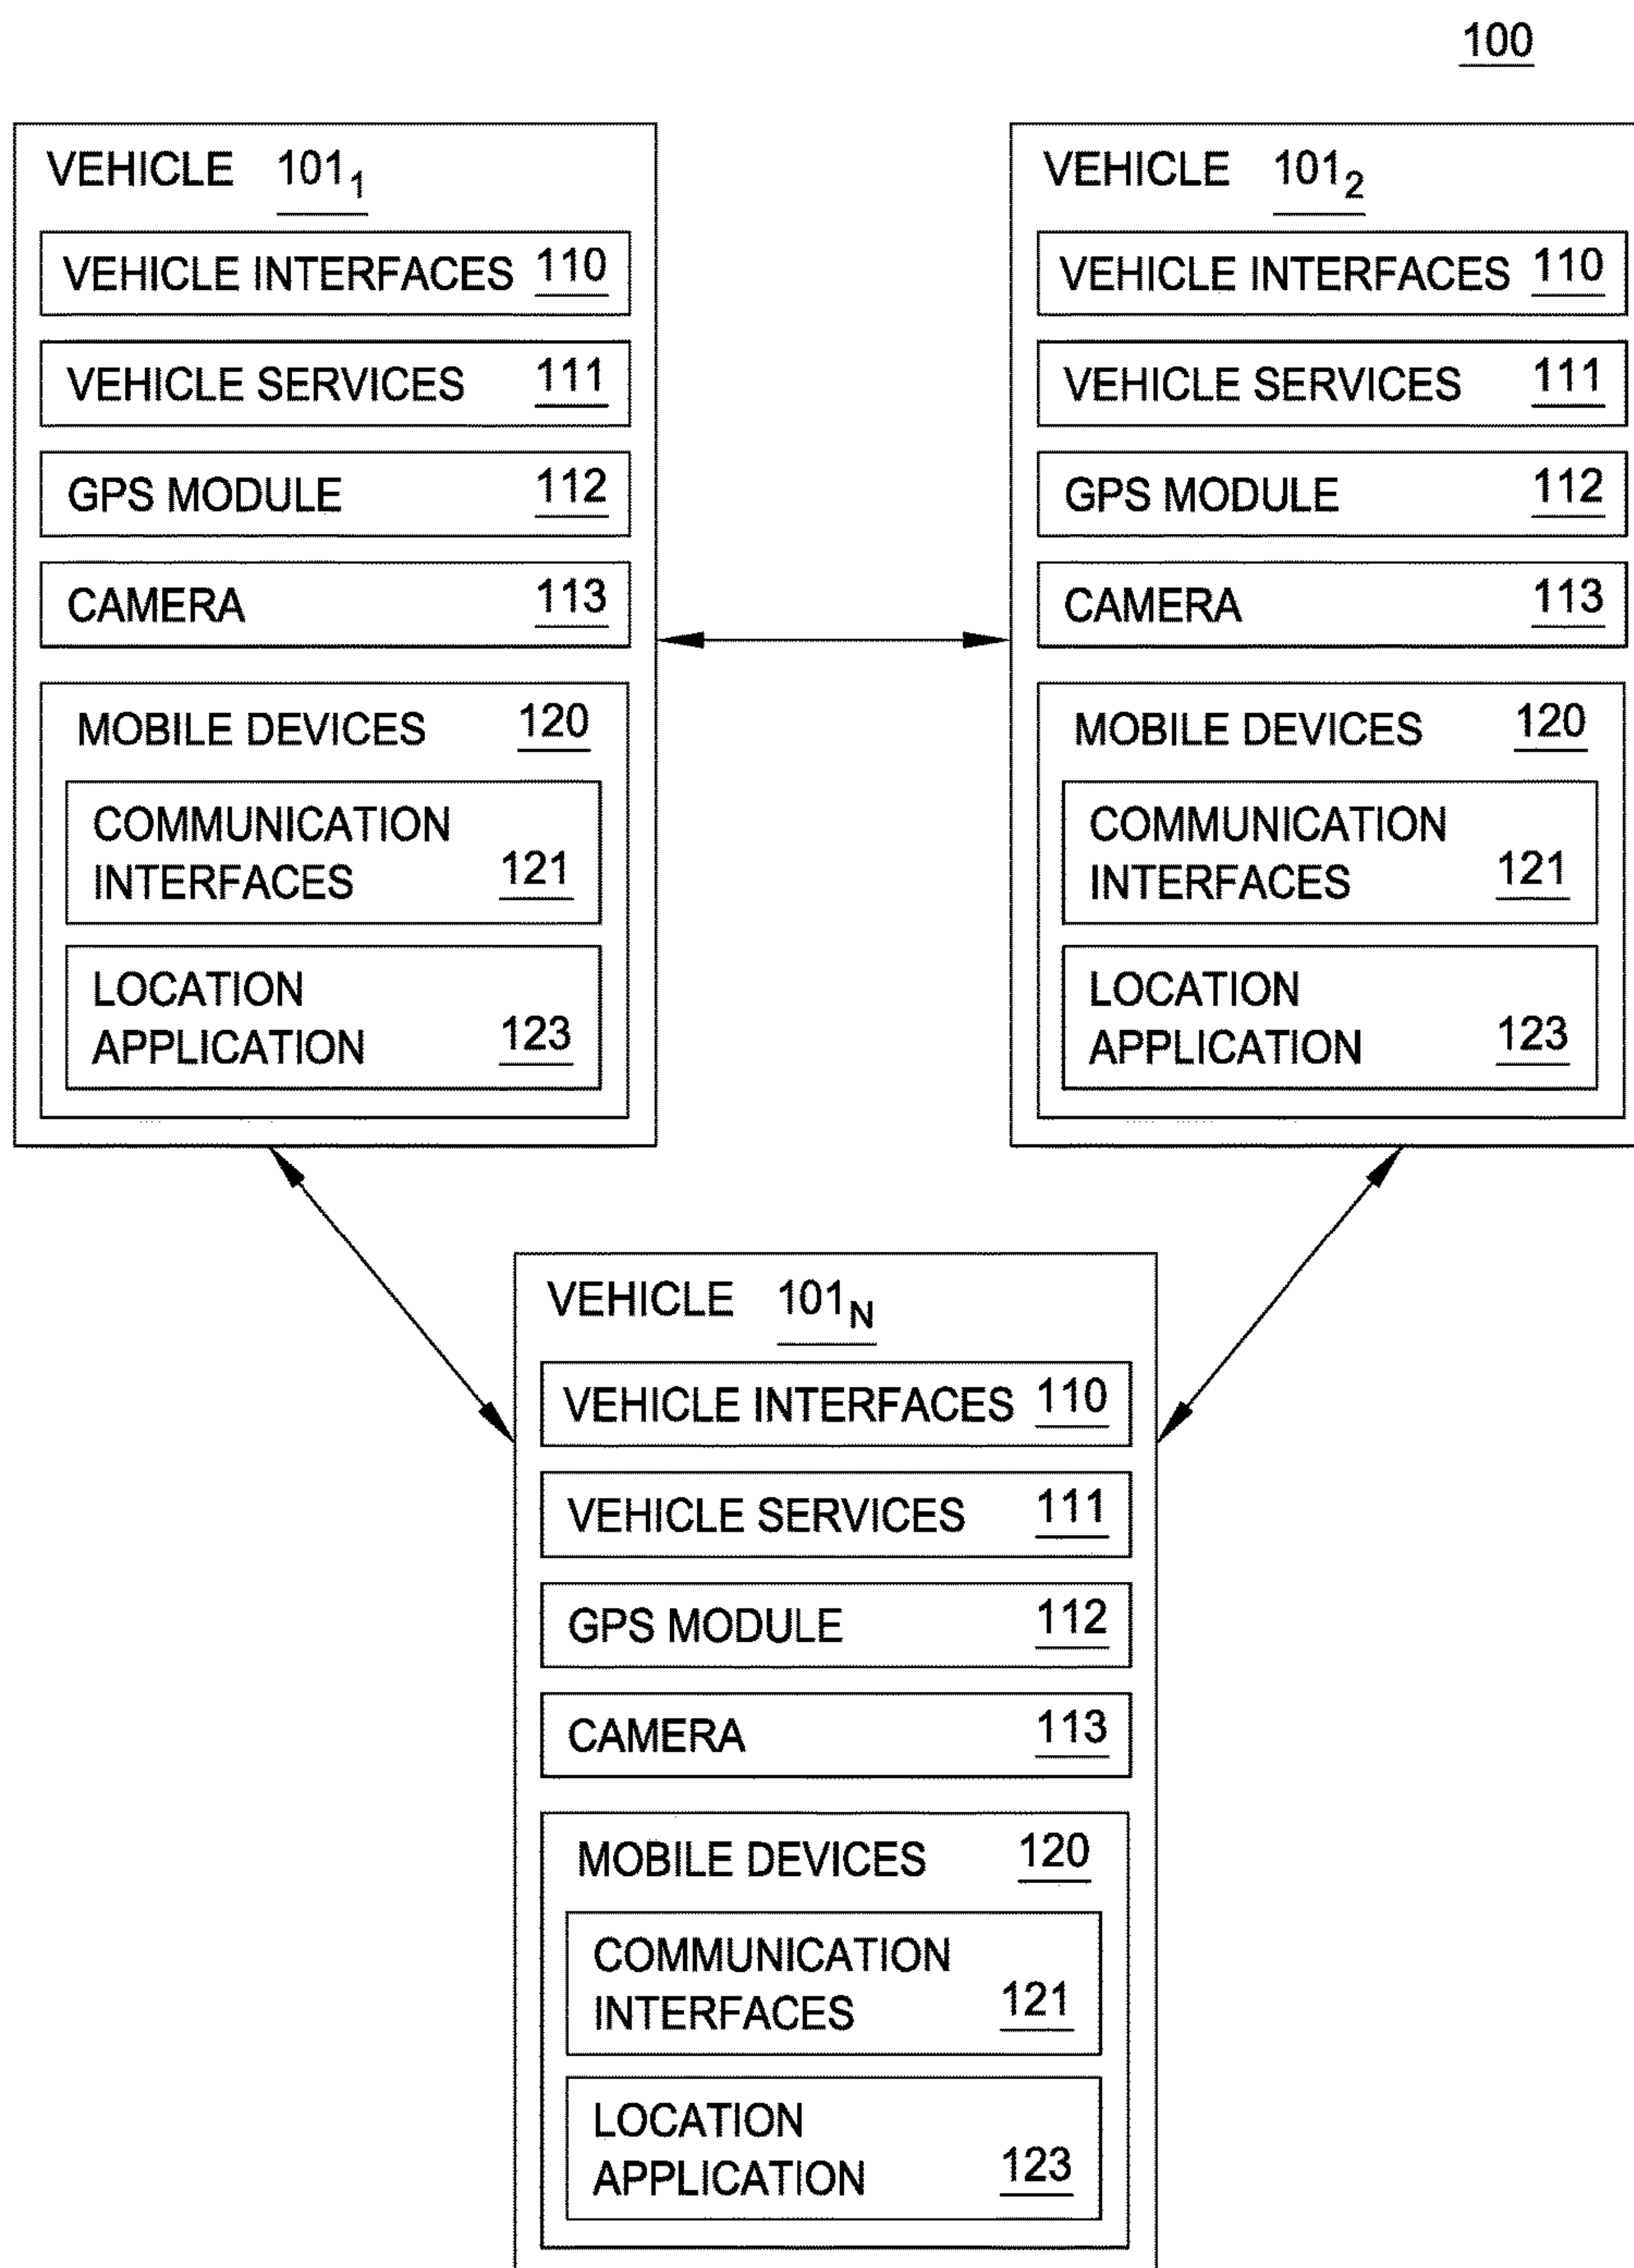 100
VEHICLE 101₁
VEHICLE INTERFACES 110
VEHICLE SERVICES 111
GPS MODULE 112
CAMERA 113
MOBILE DEVICES 120
COMMUNICATION
INTERFACES 121
LOCATION
APPLICATION 123
VEHICLE 101₂
VEHICLE INTERFACES 110
VEHICLE SERVICES 111
GPS MODULE 112
CAMERA 113
MOBILE DEVICES 120
COMMUNICATION
INTERFACES 121
LOCATION
APPLICATION 123
VEHICLE 101N
VEHICLE INTERFACES 110
VEHICLE SERVICES 111
GPS MODULE 112
CAMERA 113
MOBILE DEVICES 120
COMMUNICATION
INTERFACES 121
LOCATION
APPLICATION 123